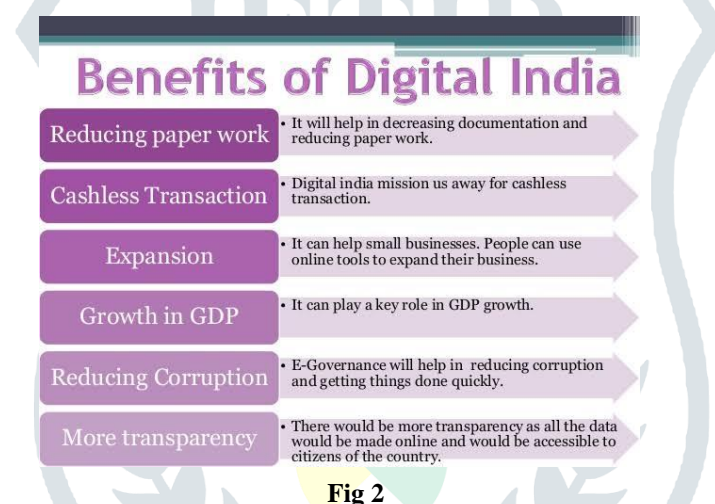 Benefits of Digital India
Reducing paper work
• It will help in decreasing documentation and
reducing paper work.
Cashless Transaction
• Digital india mission us away for cashless
transaction.
Expansion
• It can help small businesses. People can use
online tools to expand their business.
Growth in GDP
• It can play a key role in GDP growth.
Reducing Corruption
• E-Governance will help in reducing corruption
and getting things done quickly.
More transparency
• There would be more transparency as all the data
would be made online and would be accessible to
citizens of the country.
Fig 2